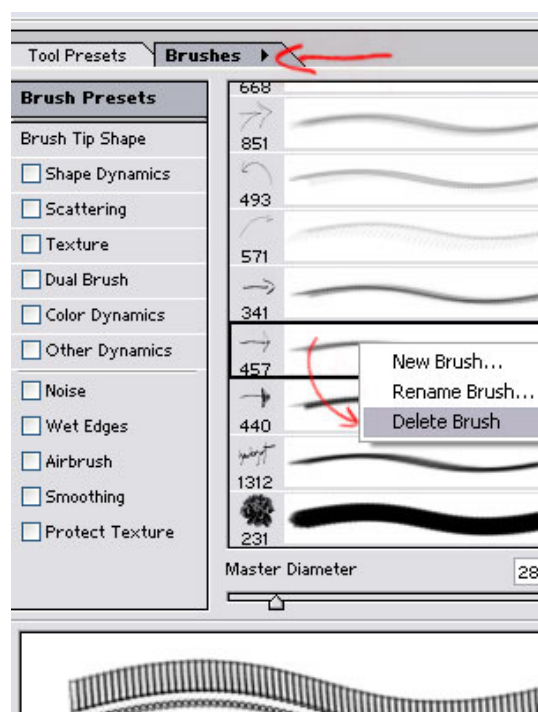 Tool Presets Brushes
Brush Presets
Brush Tip Shape
Shape Dynamics
Scattering
Texture
Dual Brush
Color Dynamics
Other Dynamics
Noise
Wet Edges
Airbrush
Smoothing
Protect Texture
668
851
493
571
341
457
440
1312
231
New Brush...
Rename Brush...
Delete Brush
Master Diameter 28